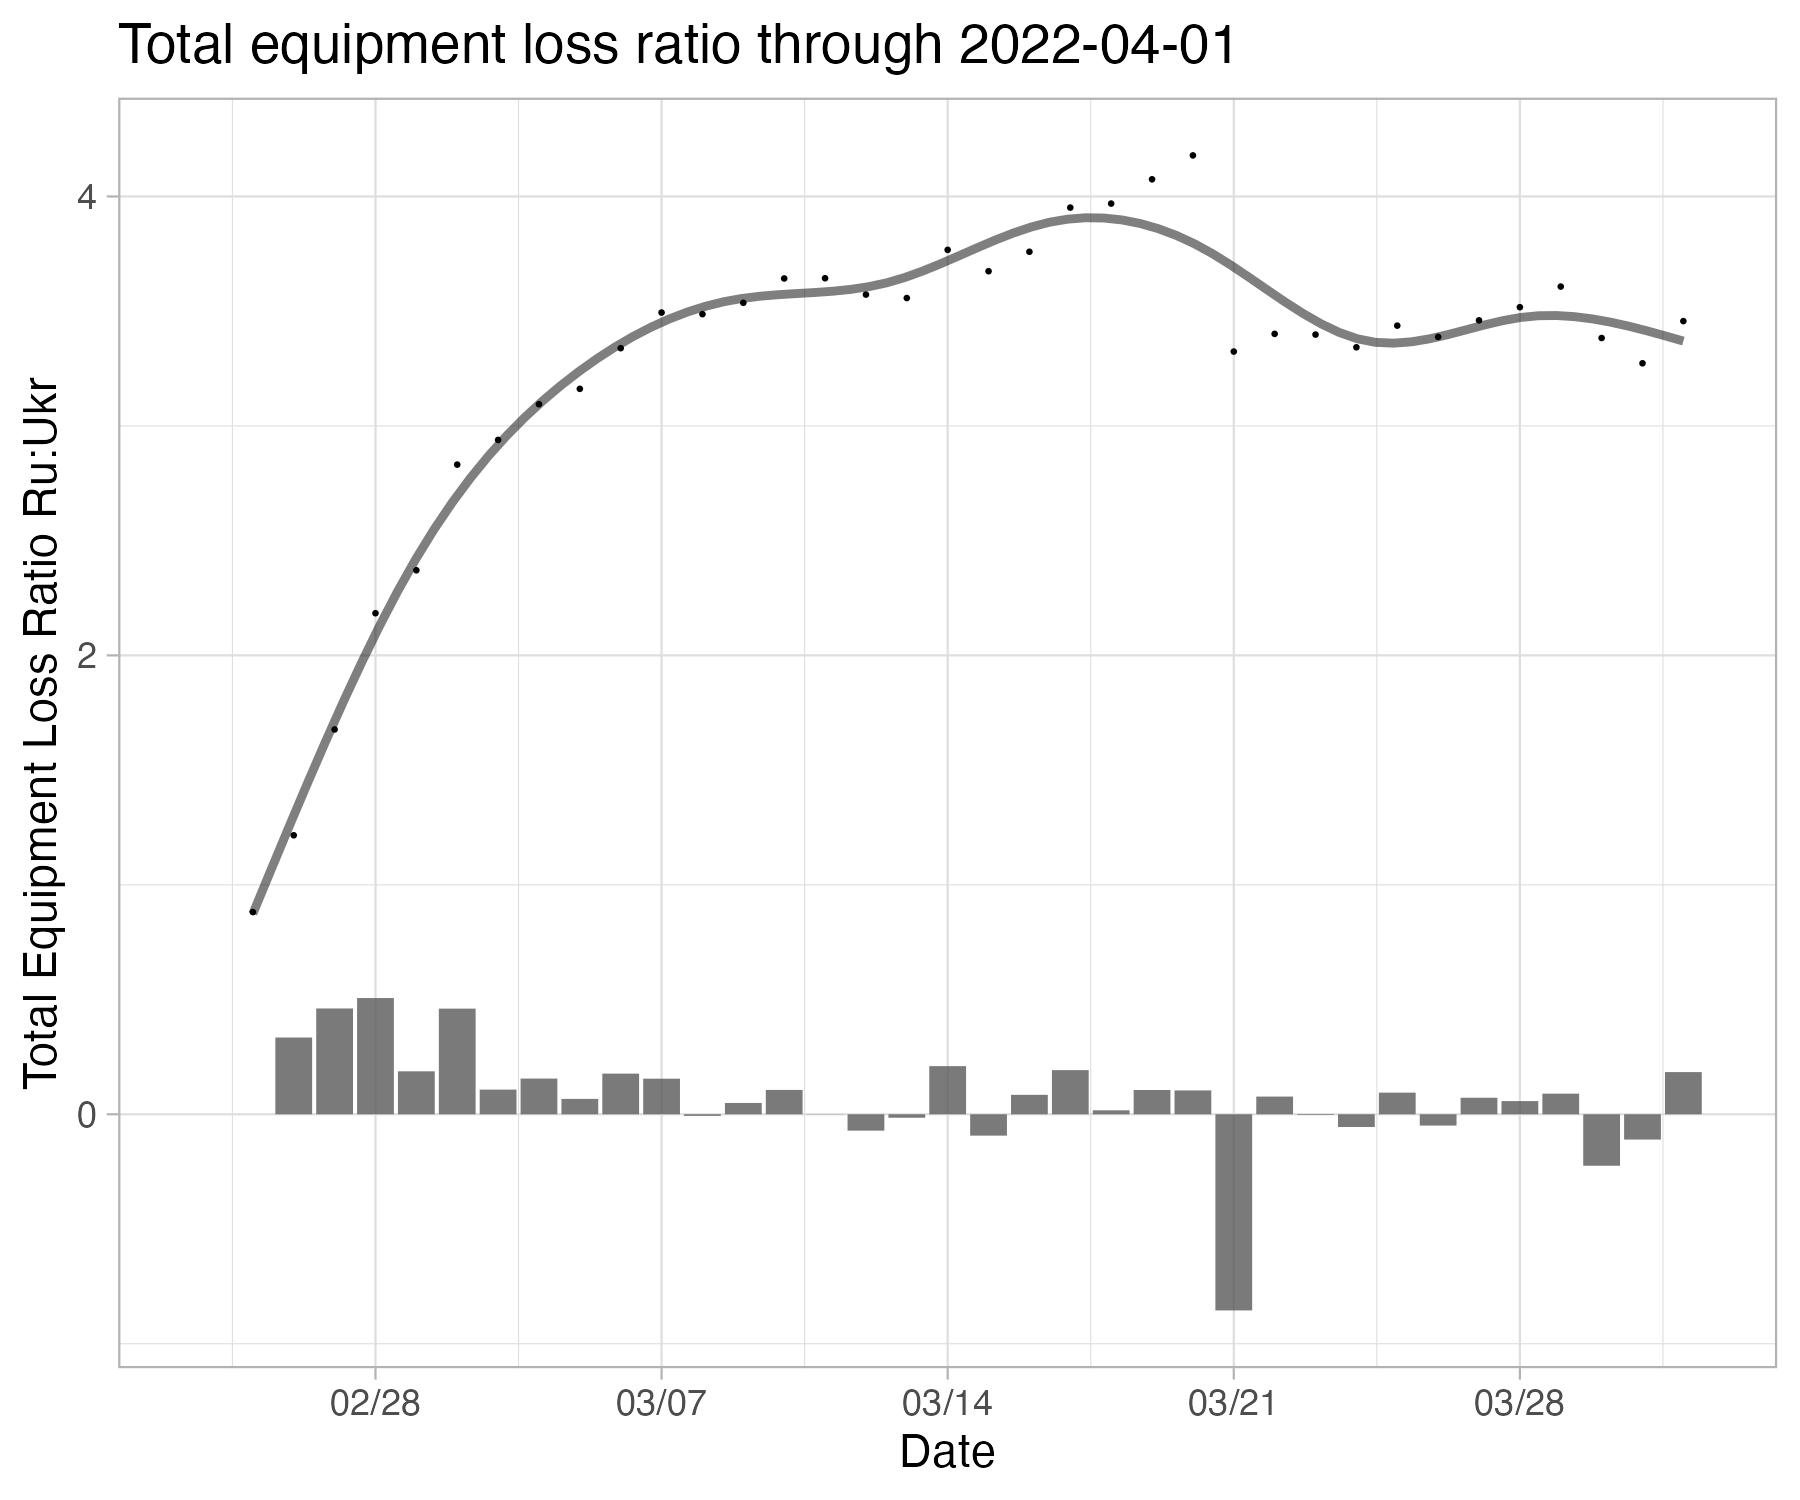 Total equipment loss ratio through 2022-04-01
Total Equipment Loss Ratio Ru:Ukr
4
2
0
02/28
03/07
03/14
03/21
03/28
Date